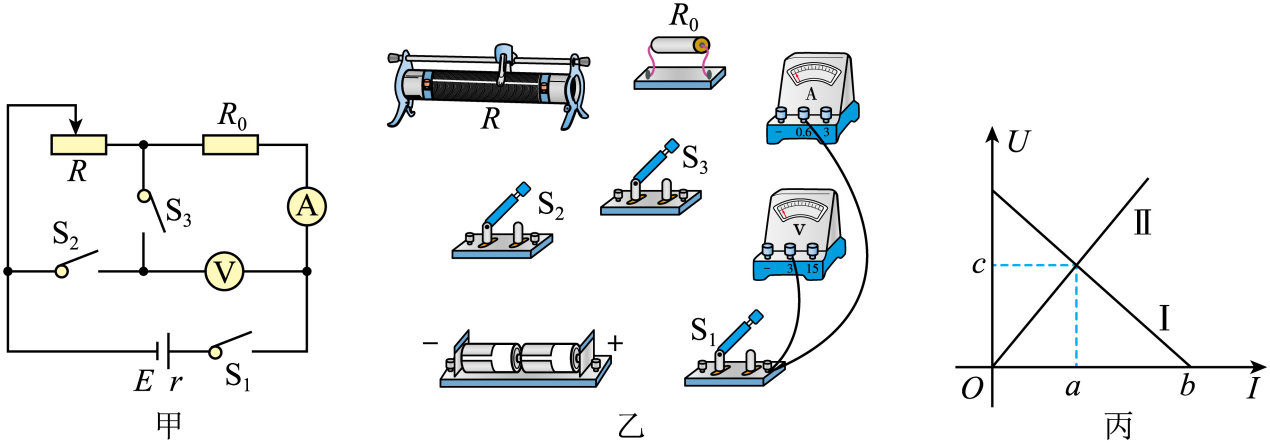 R₀
R
S₃
A
S₂
V
E r
S₁
甲
R₀
R
A
− 0.6 3
S₃
S₂
V
− 3 15
S₁
− +
乙
U
Ⅱ
c
Ⅰ
O a b I
丙